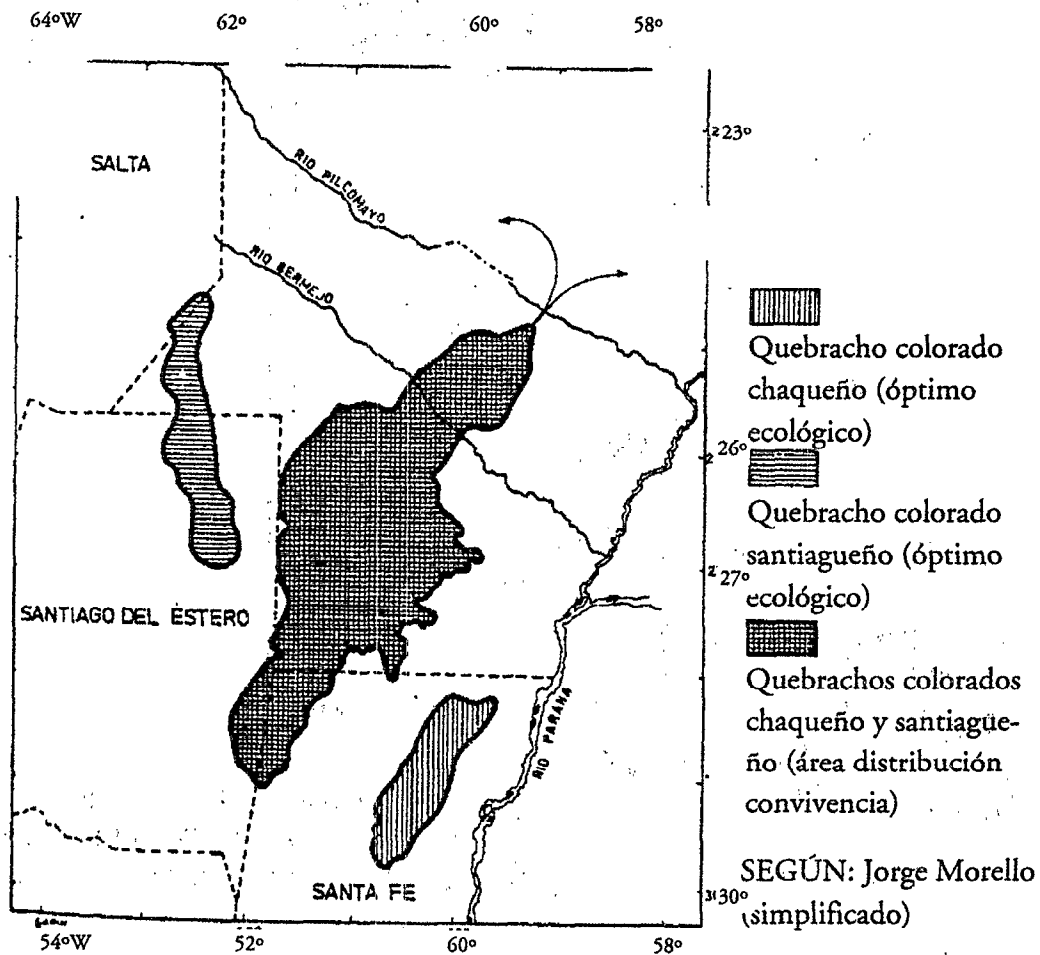 64°W 62° 60° 58°
23°
SALTA
RIO PILCOMAYO
RIO BERMEJO
Quebracho colorado
chaqueño (óptimo
ecológico)
26°
Quebracho colorado
santiagueño (óptimo
ecológico)
27°
SANTIAGO DEL ESTERO
Quebrachos colorados
chaqueño y santiague-
ño (área distribución
convivencia)
RIO PARANA
SEGÚN: Jorge Morello
(simplificado)
SANTA FE
30°
54°W 52° 60° 58°